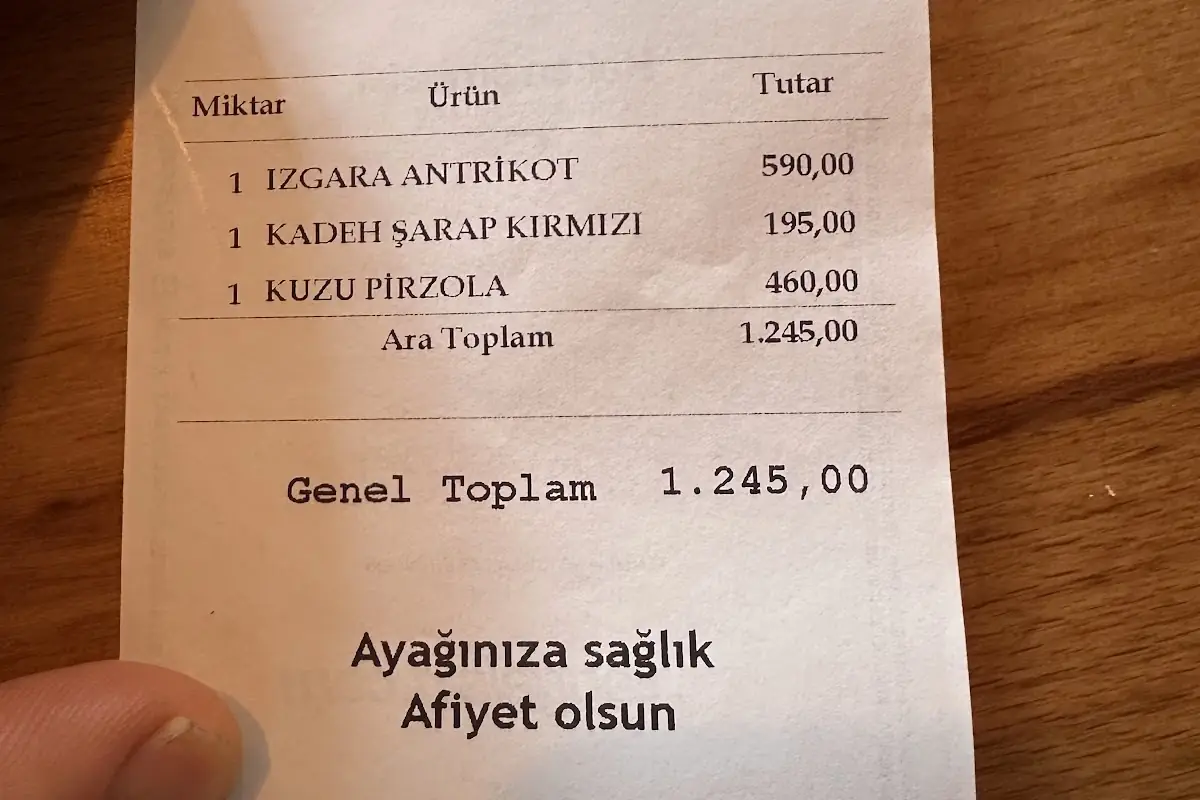 Miktar Ürün Tutar
1 IZGARA ANTRİKOT 590,00
1 KADEH ŞARAP KIRMIZI 195,00
1 KUZU PİRZOLA 460,00
Ara Toplam 1.245,00
Genel Toplam 1.245,00
Ayağınıza sağlık
Afiyet olsun